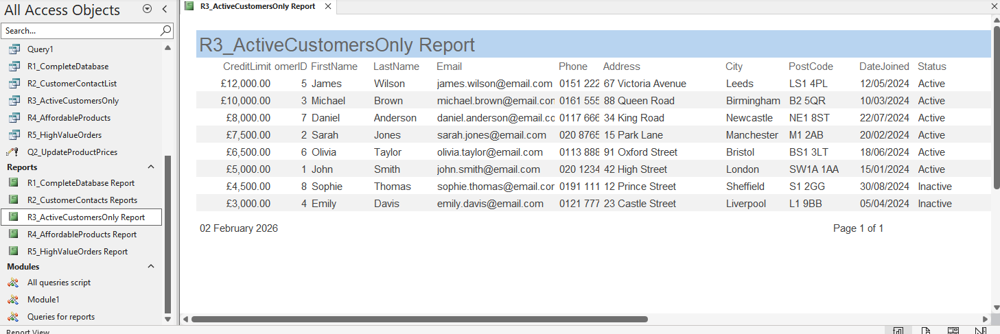 All Access Objects
Search...
Query1
R1_CompleteDatabase
R2_CustomerContactList
R3_ActiveCustomersOnly
R4_AffordableProducts
R5_HighValueOrders
Q2_UpdateProductPrices
Reports
R1_CompleteDatabase Report
R2_CustomerContacts Reports
R3_ActiveCustomersOnly Report
R4_AffordableProducts Report
R5_HighValueOrders Report
Modules
All quesries script
Module1
Queries for reports
Report View
R3_ActiveCustomersOnly Report
R3_ActiveCustomersOnly Report
CreditLimit omerID FirstName LastName Email Phone Address City PostCode DateJoined Status
£12,000.00 5 James Wilson james.wilson@email.com 0151 222 67 Victoria Avenue Leeds LS1 4PL 12/05/2024 Active
£10,000.00 3 Michael Brown michael.brown@email.con 0161 555 88 Queen Road Birmingham B2 5QR 10/03/2024 Active
£8,000.00 7 Daniel Anderson daniel.anderson@email.c 0117 666 34 King Road Newcastle NE1 8ST 22/07/2024 Active
£7,500.00 2 Sarah Jones sarah.jones@email.com 020 8765 15 Park Lane Manchester M1 2AB 20/02/2024 Active
£6,500.00 6 Olivia Taylor olivia.taylor@email.com 0113 888 91 Oxford Street Bristol BS1 3LT 18/06/2024 Active
£5,000.00 1 John Smith john.smith@email.com 020 1234 42 High Street London SW1A 1AA 15/01/2024 Active
£4,500.00 8 Sophie Thomas sophie.thomas@email.cor 0191 111 12 Prince Street Sheffield S1 2GG 30/08/2024 Inactive
£3,000.00 4 Emily Davis emily.davis@email.com 0121 777 23 Castle Street Liverpool L1 9BB 05/04/2024 Inactive
02 February 2026 Page 1 of 1